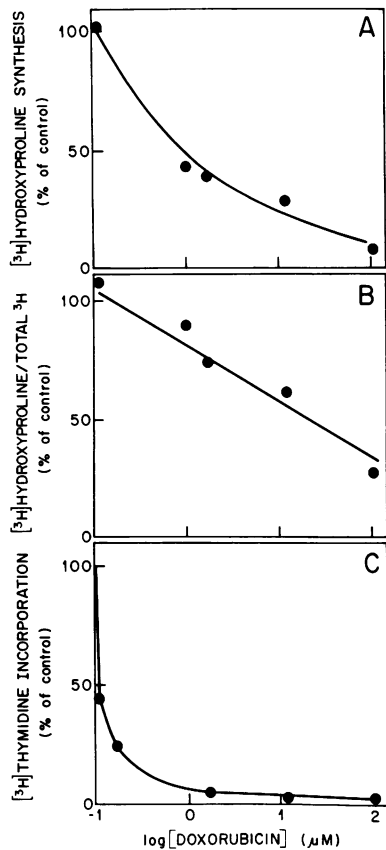 A
[³H]HYDROXYPROLINE SYNTHESIS
(% of control)
100
50
0
B
[³H]HYDROXYPROLINE/TOTAL ³H
(% of control)
100
50
0
C
[³H]THYMIDINE INCORPORATION
(% of control)
100
50
0
-1 0 1 2
log[DOXORUBICIN] (μM)